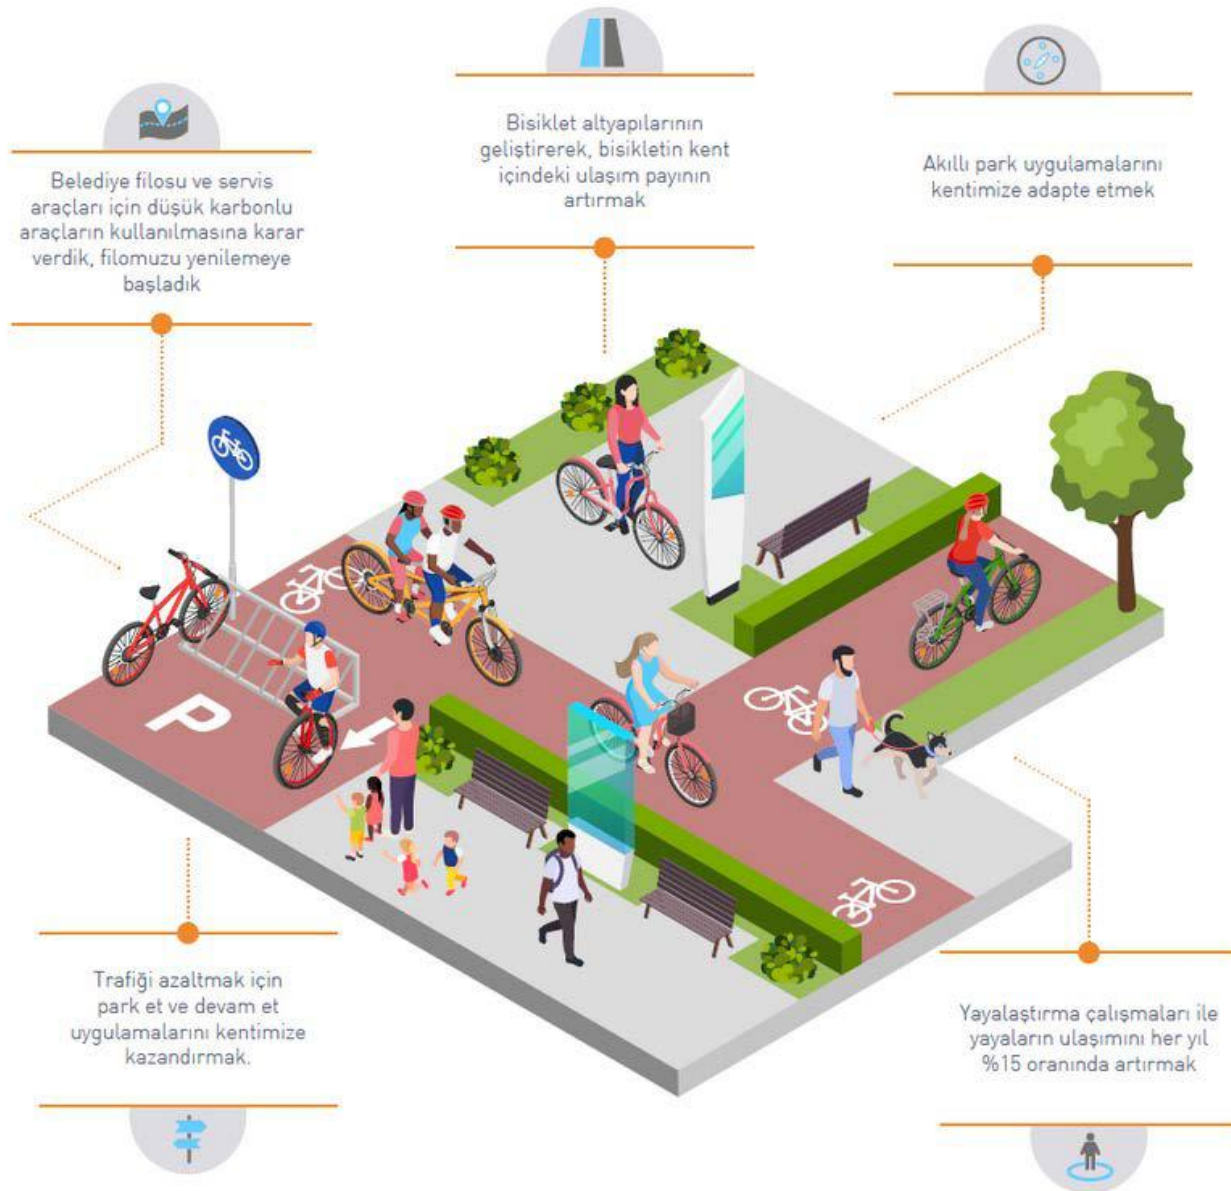 Belediye filosu ve servis
araçları için düşük karbonlu
araçların kullanılmasına karar
verdik, filomuzu yenilemeye
başladık
Bisiklet altyapılarının
geliştirerek, bisikletin kent
içindeki ulaşım payının
artırmak
Akıllı park uygulamalarını
kentimize adapte etmek
P
Trafiği azaltmak için
park et ve devam et
uygulamalarını kentimize
kazandırmak.
Yayalaştırma çalışmaları ile
yayaların ulaşımını her yıl
%15 oranında artırmak